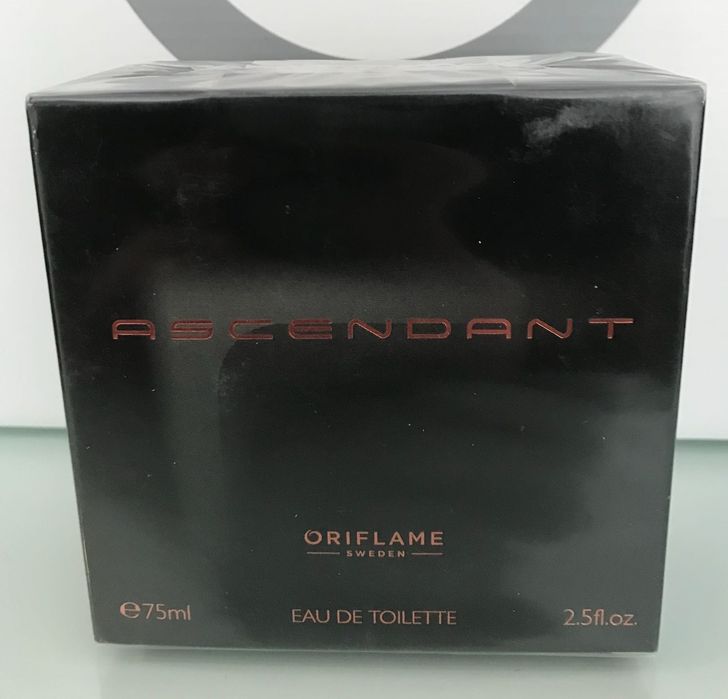 ASCENDANT
ORIFLAME
SWEDEN
℮75ml EAU DE TOILETTE 2.5fl.oz.